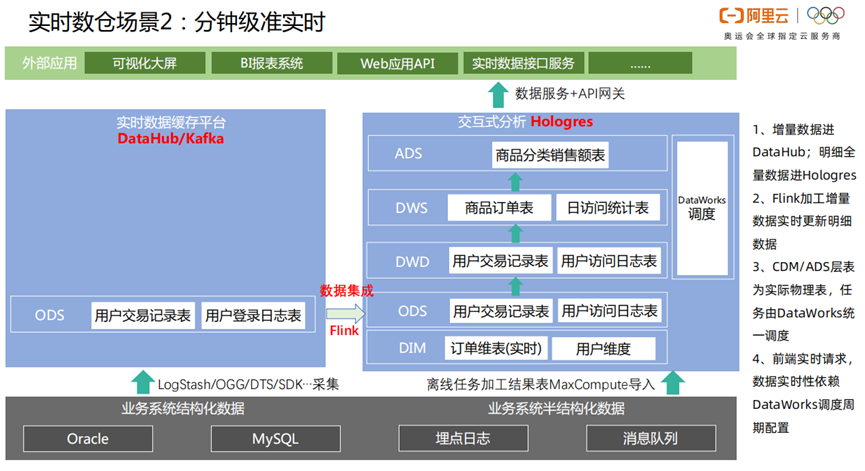 实时数仓场景2：分钟级准实时
阿里云
奥运会全球指定云服务商
外部应用
可视化大屏
BI报表系统
Web应用API
实时数据接口服务
......
数据服务+API网关
实时数据缓存平台
DataHub/Kafka
ODS
用户交易记录表
用户登录日志表
数据集成
Flink
交互式分析 Hologres
ADS
商品分类销售额表
DWS
商品订单表
日访问统计表
DWD
用户交易记录表
用户访问日志表
ODS
用户交易记录表
用户访问日志表
DIM
订单维表(实时)
用户维度
DataWorks
调度
1、增量数据进
DataHub；明细全
量数据进Hologres
2、Flink加工增量
数据实时更新明细
数据
3、CDM/ADS层表
为实际物理表，任
务由DataWorks统
一调度
4、前端实时请求，
数据实时性依赖
DataWorks调度周
期配置
LogStash/OGG/DTS/SDK…采集
离线任务加工结果表MaxCompute导入
业务系统结构化数据
Oracle
MySQL
业务系统半结构化数据
埋点日志
消息队列